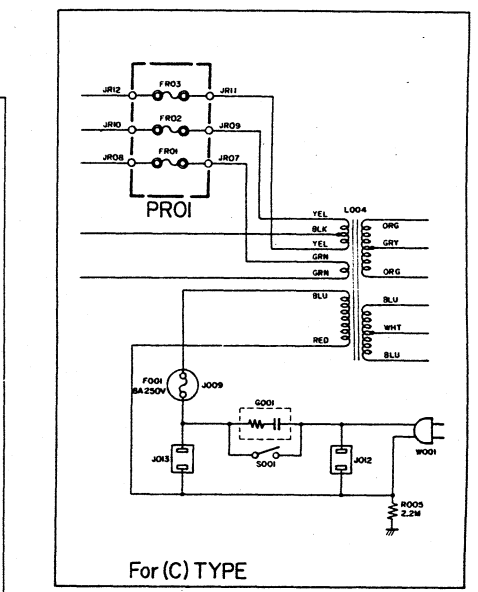 FR03
JR12
JR11
FR02
JR10
JR09
FR01
JR08
JR07
PR01
YEL
L004
BLK
ORG
YEL
GRY
GRN
GRN
ORG
BLU
BLU
WHT
RED
BLU
F001
6A 250V
J009
G001
J013
S001
J012
W001
R005
2.2M
For (C) TYPE